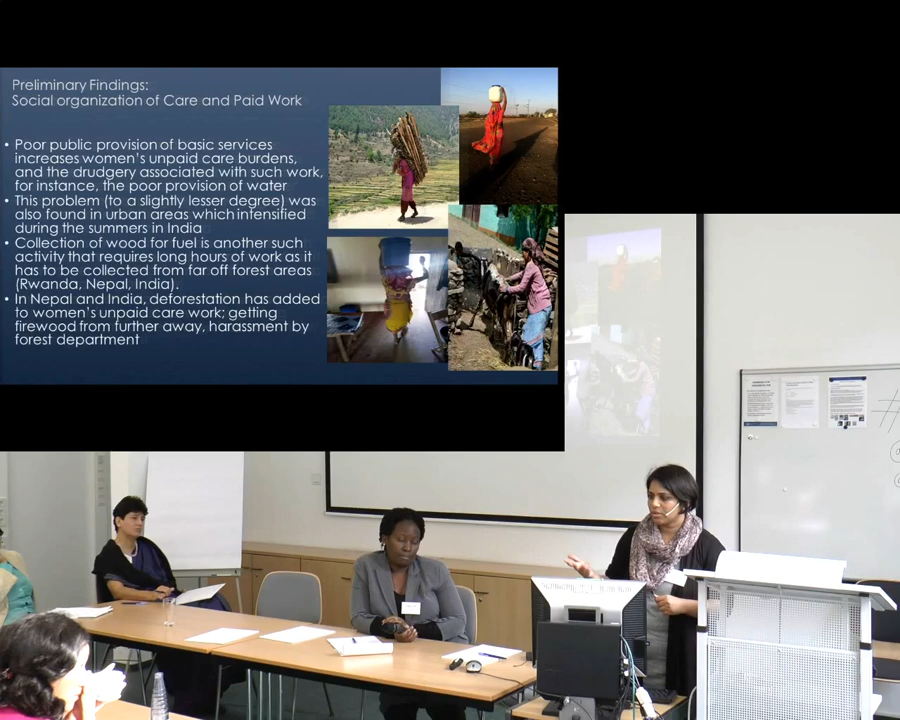 Preliminary Findings:
Social organization of Care and Paid Work
• Poor public provision of basic services
increases women's unpaid care burdens,
and the drudgery associated with such work,
for instance, the poor provision of water
• This problem (to a slightly lesser degree) was
also found in urban areas which intensified
during the summers in India
• Collection of wood for fuel is another such
activity that requires long hours of work as it
has to be collected from far off forest areas
(Rwanda, Nepal, India).
• In Nepal and India, deforestation has added
to women's unpaid care work; getting
firewood from further away, harassment by
forest department